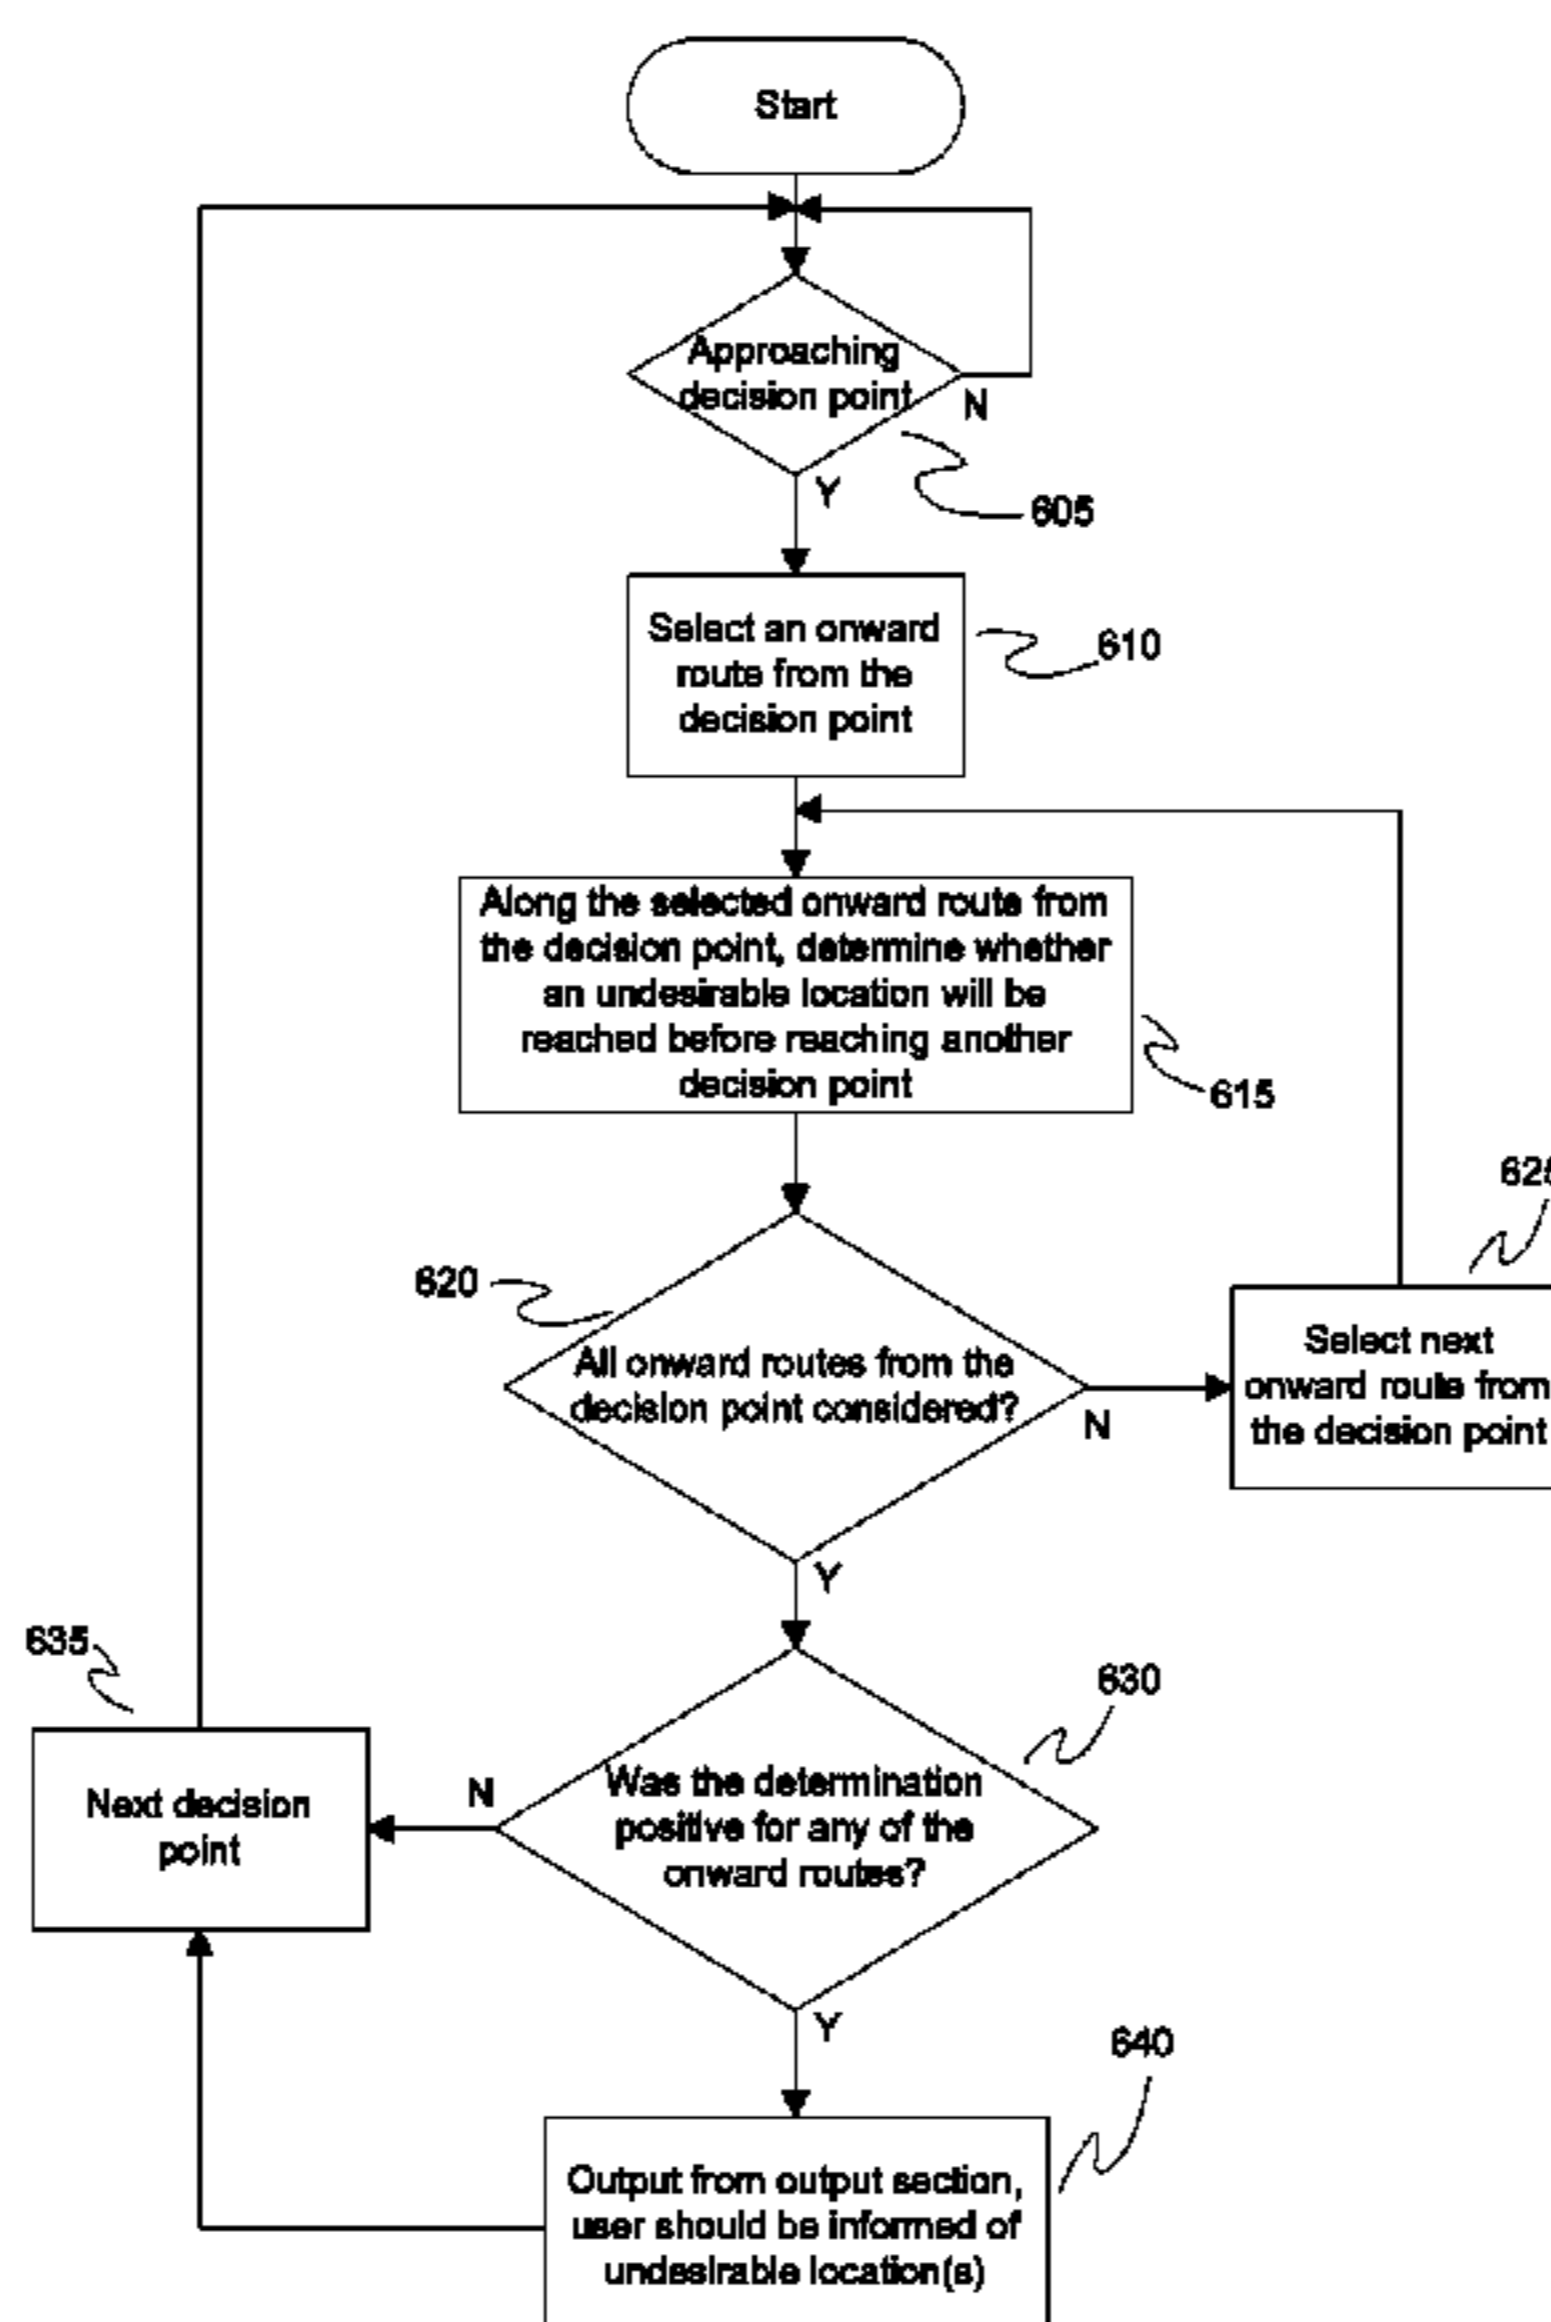 Start
Approaching
decision point
N
Y
605
Select an onward
route from the
decision point
610
Along the selected onward route from
the decision point, determine whether
an undesirable location will be
reached before reaching another
decision point
615
620
All onward routes from the
decision point considered?
N
Y
Select next
onward route from
the decision point
635
Next decision
point
N
630
Was the determination
positive for any of the
onward routes?
Y
640
Output from output section,
user should be informed of
undesirable location(s)